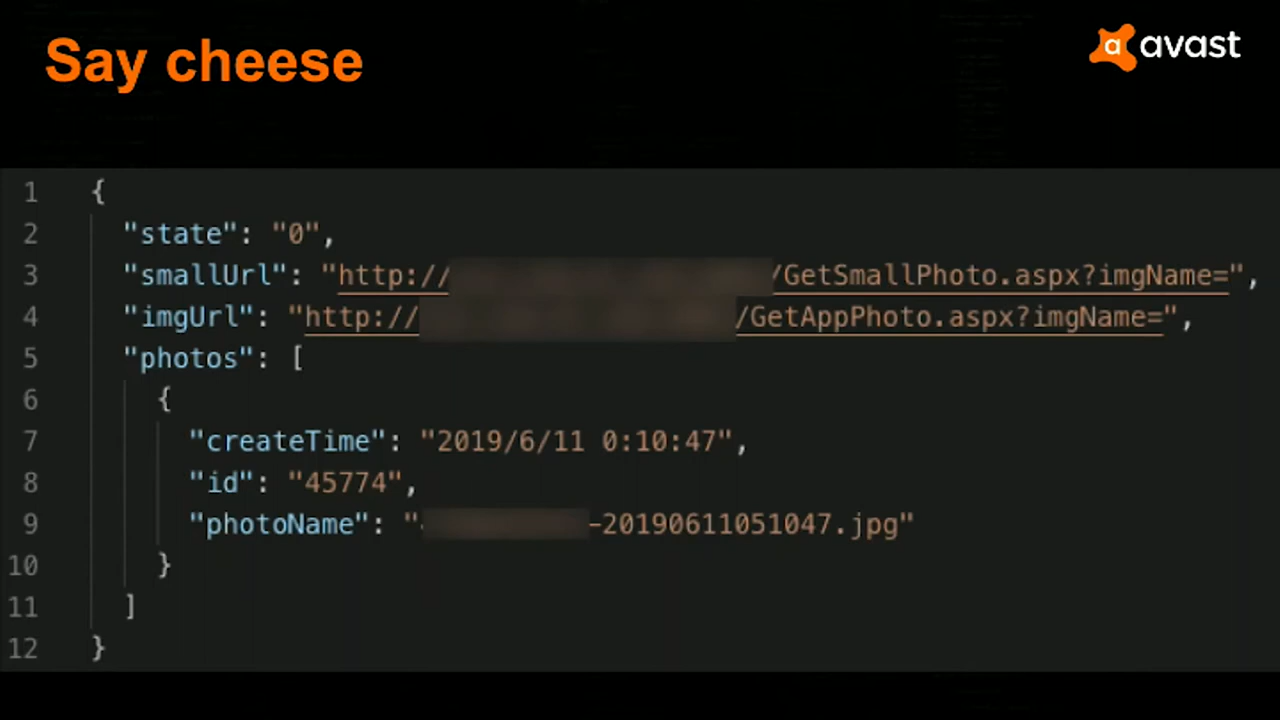 Say cheese
avast
1 {
2 "state": "0",
3 "smallUrl": "http:// /GetSmallPhoto.aspx?imgName=",
4 "imgUrl": "http:// /GetAppPhoto.aspx?imgName=",
5 "photos": [
6 {
7 "createTime": "2019/6/11 0:10:47",
8 "id": "45774",
9 "photoName": " -20190611051047.jpg"
10 }
11 ]
12 }